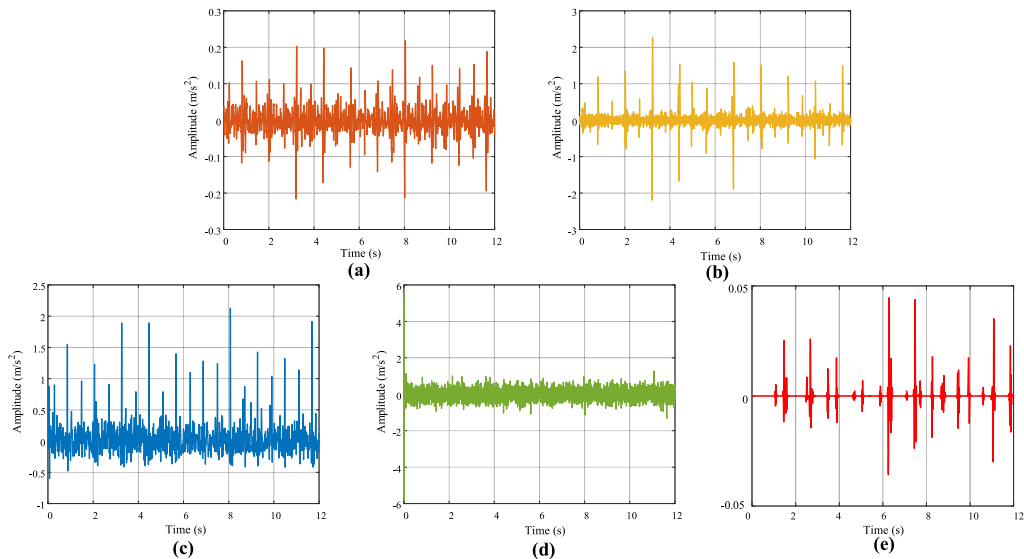 0.3
0.2
0.1
0
-0.1
-0.2
-0.3
Amplitude (m/s²)
0 2 4 6 8 10 12
Time (s)
(a)
3
2
1
0
-1
-2
-3
Amplitude (m/s²)
0 2 4 6 8 10 12
Time (s)
(b)
2.5
2
1.5
1
0.5
0
-0.5
-1
Amplitude (m/s²)
0 2 4 6 8 10 12
Time (s)
(c)
6
4
2
0
-2
-4
-6
Amplitude (m/s²)
0 2 4 6 8 10 12
Time (s)
(d)
0.05
0
-0.05
Amplitude (m/s²)
0 2 4 6 8 10 12
Time (s)
(e)